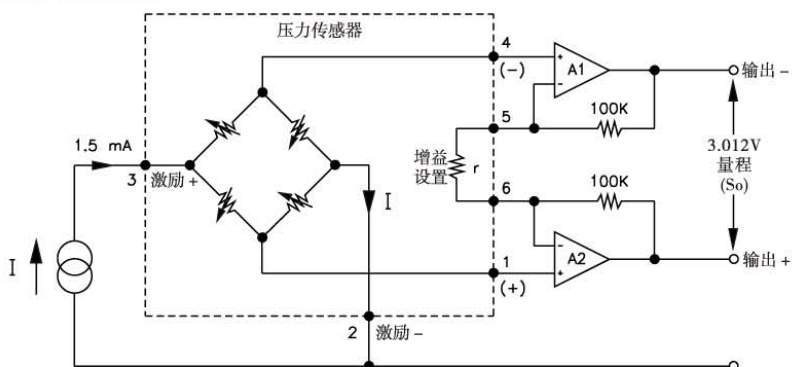 压力传感器
4
(-)
A1
+
-
输出 -
5
100K
1.5 mA
3
激励 +
增益
设置
r
3.012V
量程
(So)
6
100K
I
I
1
(+)
-
+
A2
输出 +
2
激励 -